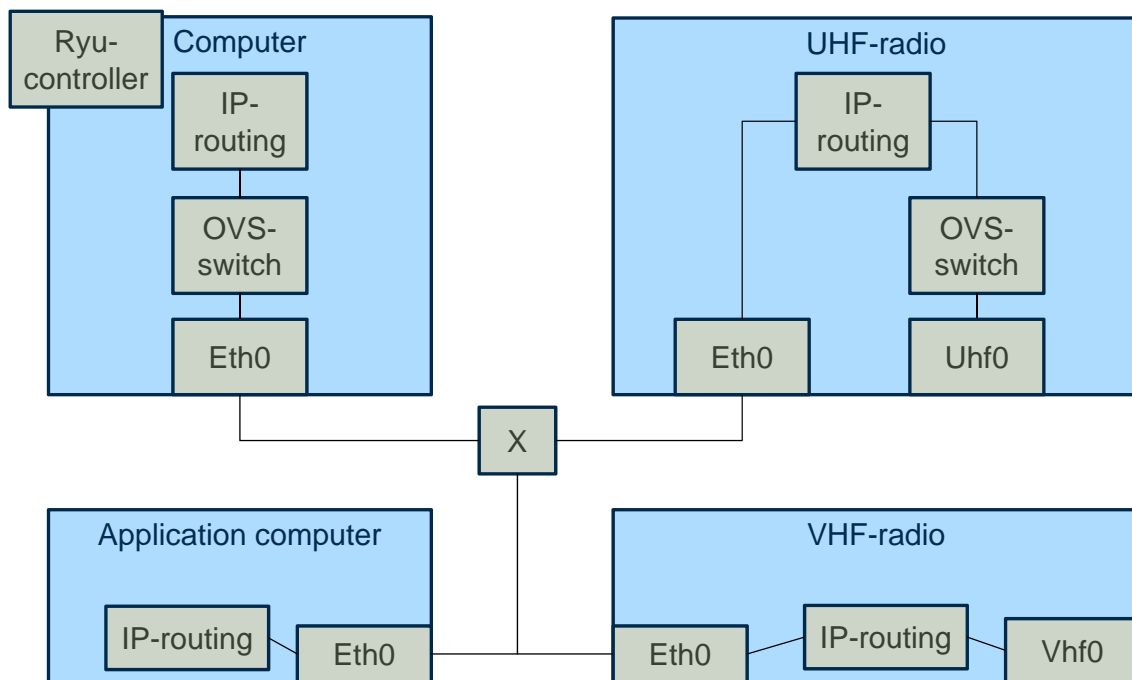 Ryu-
controller
Computer
IP-
routing
OVS-
switch
Eth0
UHF-radio
IP-
routing
OVS-
switch
Eth0
Uhf0
X
Application computer
IP-routing
Eth0
VHF-radio
Eth0
IP-routing
Vhf0